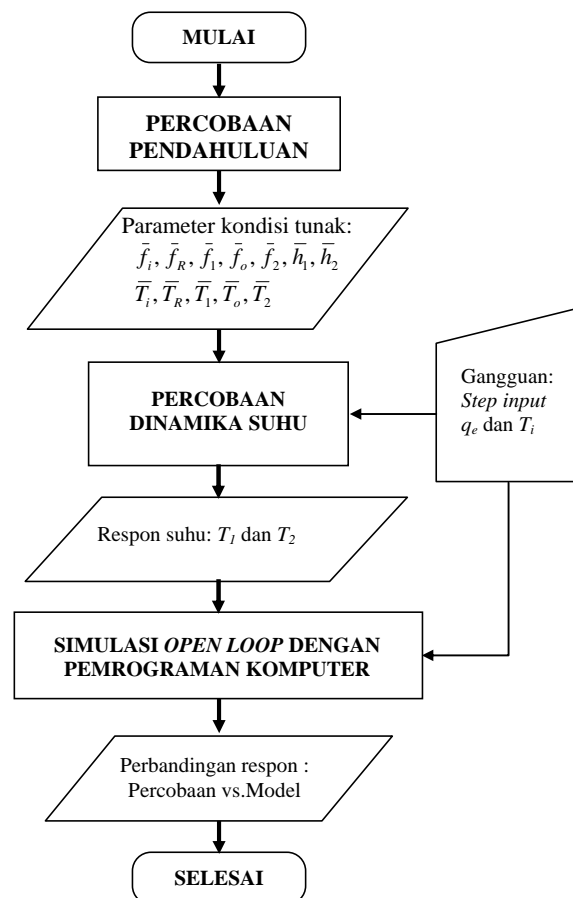 MULAI
PERCOBAAN
PENDAHULUAN
Parameter kondisi tunak:
f̄ᵢ, f̄_R, f̄₁, f̄ₒ, f̄₂, h̄₁, h̄₂
T̄ᵢ, T̄_R, T̄₁, T̄ₒ, T̄₂
PERCOBAAN
DINAMIKA SUHU
Gangguan:
Step input
qₑ dan Tᵢ
Respon suhu: T₁ dan T₂
SIMULASI OPEN LOOP DENGAN
PEMROGRAMAN KOMPUTER
Perbandingan respon :
Percobaan vs.Model
SELESAI